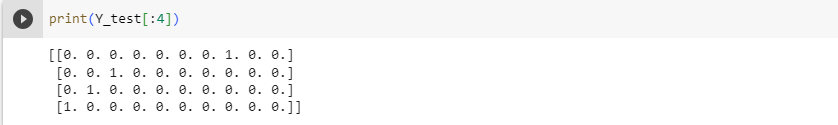 print(Y_test[:4])
[[0. 0. 0. 0. 0. 0. 0. 1. 0. 0.]
[0. 0. 1. 0. 0. 0. 0. 0. 0. 0.]
[0. 1. 0. 0. 0. 0. 0. 0. 0. 0.]
[1. 0. 0. 0. 0. 0. 0. 0. 0. 0.]]